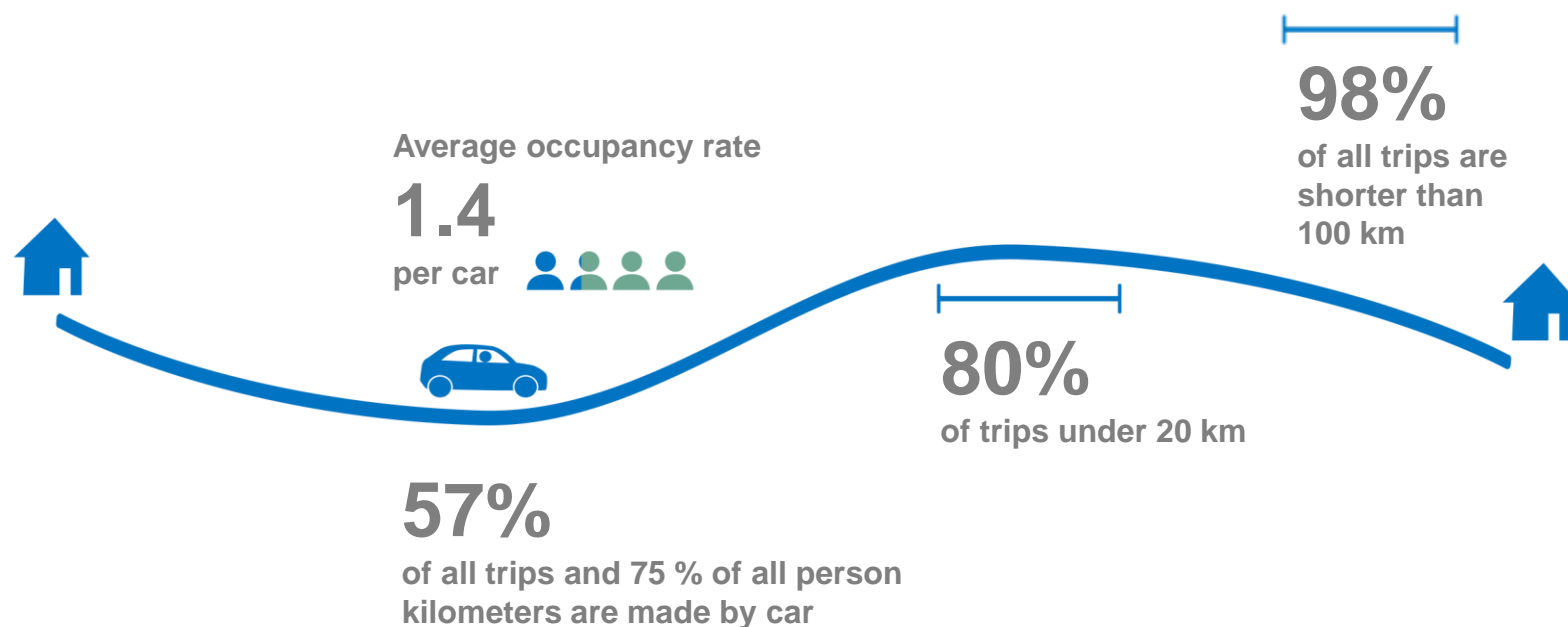 Average occupancy rate
1.4
per car
57%
of all trips and 75 % of all person
kilometers are made by car
80%
of trips under 20 km
98%
of all trips are
shorter than
100 km